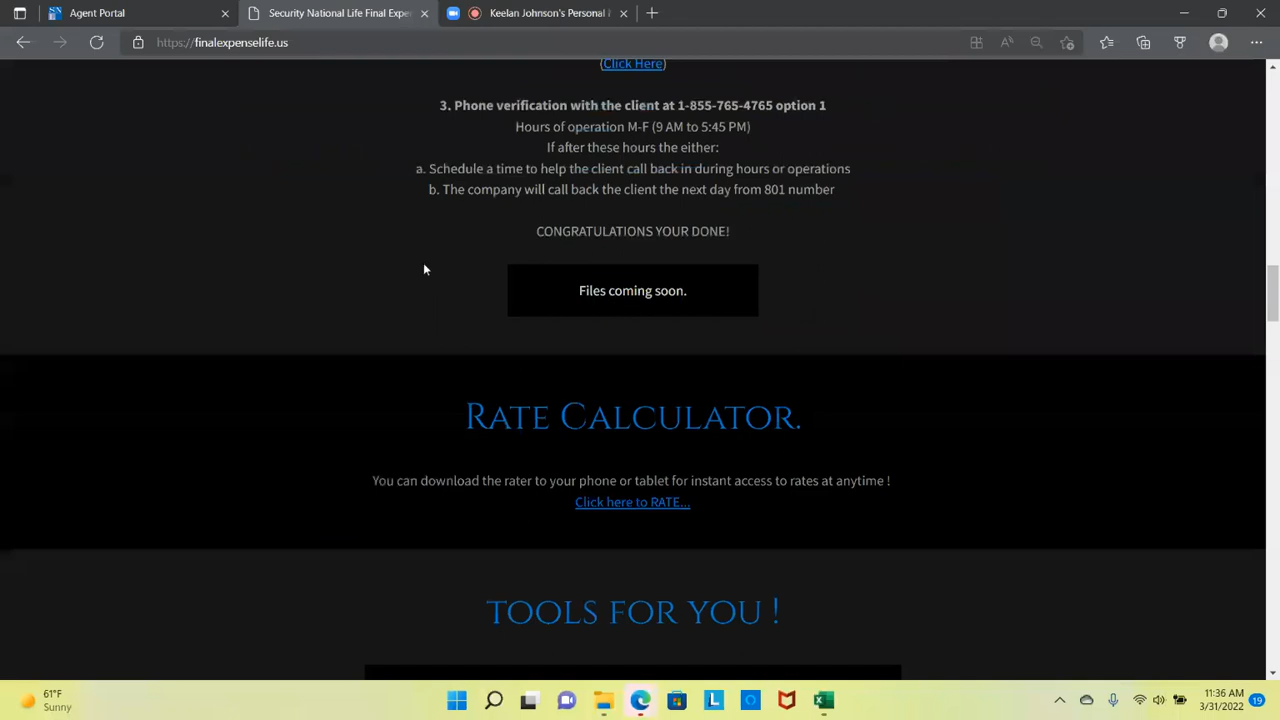 Agent Portal
Security National Life Final Expe
Keelan Johnson's Personal
https://finalexpenselife.us
(Click Here)
3. Phone verification with the client at 1-855-765-4765 option 1
Hours of operation M-F (9 AM to 5:45 PM)
If after these hours the either:
a. Schedule a time to help the client call back in during hours or operations
b. The company will call back the client the next day from 801 number
CONGRATULATIONS YOUR DONE!
Files coming soon.
Rate Calculator.
You can download the rater to your phone or tablet for instant access to rates at anytime !
Click here to RATE...
TOOLS FOR YOU !
61°F
Sunny
11:36 AM
3/31/2022
19